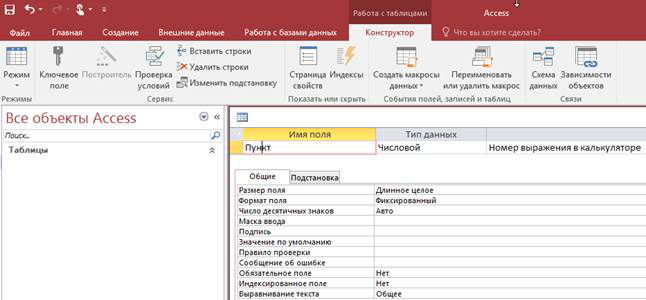 Работа с таблицами Access
Файл Главная Создание Внешние данные Работа с базами данных Конструктор Что вы хотите сделать?
Режим
Ключевое поле
Построитель
Проверка условий
Вставить строки
Удалить строки
Изменить подстановку
Страница свойств
Индексы
Создать макросы данных
Переименовать или удалить макрос
Схема данных
Зависимости объектов
Режимы Сервис Показать или скрыть События полей, записей и таблиц Связи
Все объекты Access
Поиск...
Таблицы
Имя поля Тип данных
Пункт Числовой Номер выражения в калькуляторе
Общие Подстановка
Размер поля Длинное целое
Формат поля Фиксированный
Число десятичных знаков Авто
Маска ввода
Подпись
Значение по умолчанию
Правило проверки
Сообщение об ошибке
Обязательное поле Нет
Индексированное поле Нет
Выравнивание текста Общее